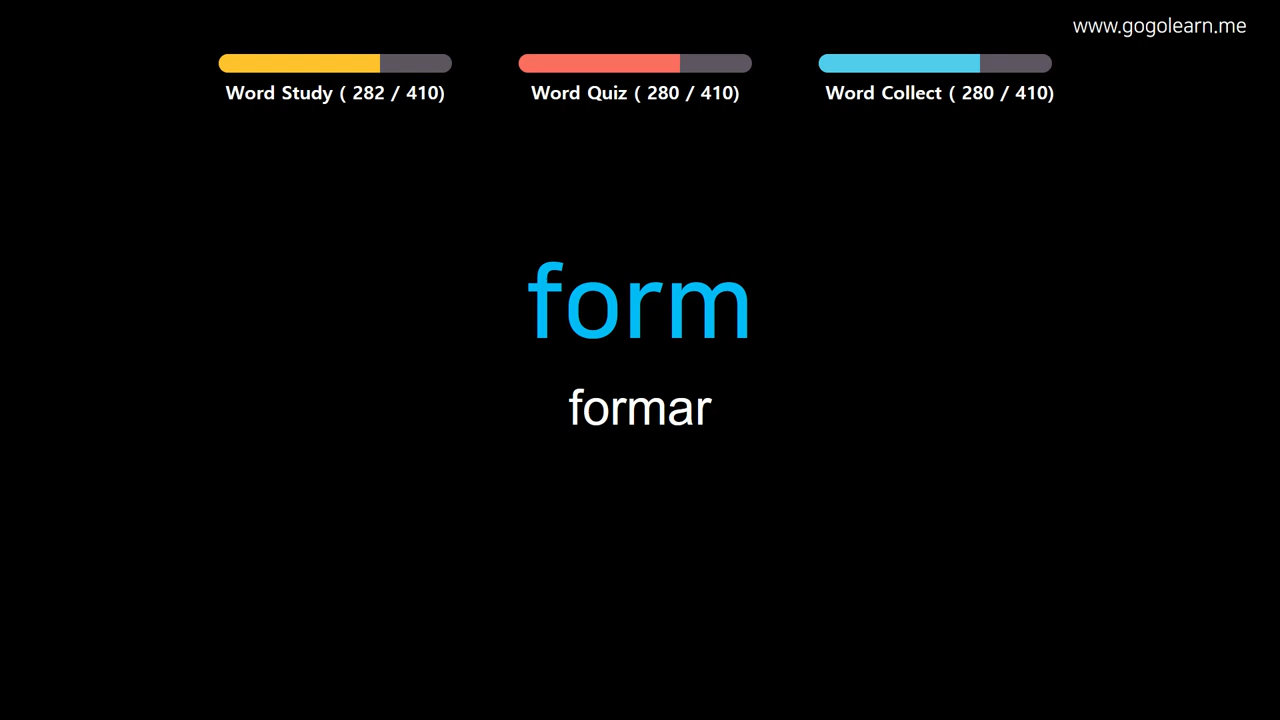 www.gogolearn.me
Word Study ( 282 / 410)
Word Quiz ( 280 / 410)
Word Collect ( 280 / 410)
form
formar